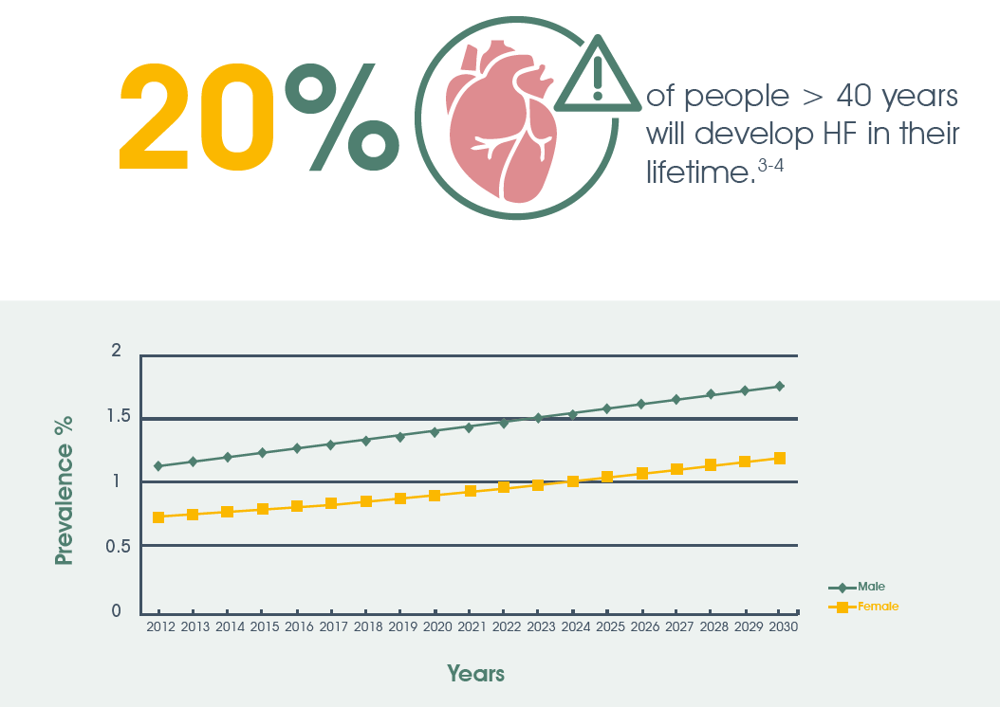 20%
of people > 40 years
will develop HF in their
lifetime.3-4
2
1.5
1
0.5
0
Prevalence %
2012 2013 2014 2015 2016 2017 2018 2019 2020 2021 2022 2023 2024 2025 2026 2027 2028 2029 2030
Years
Male
Female